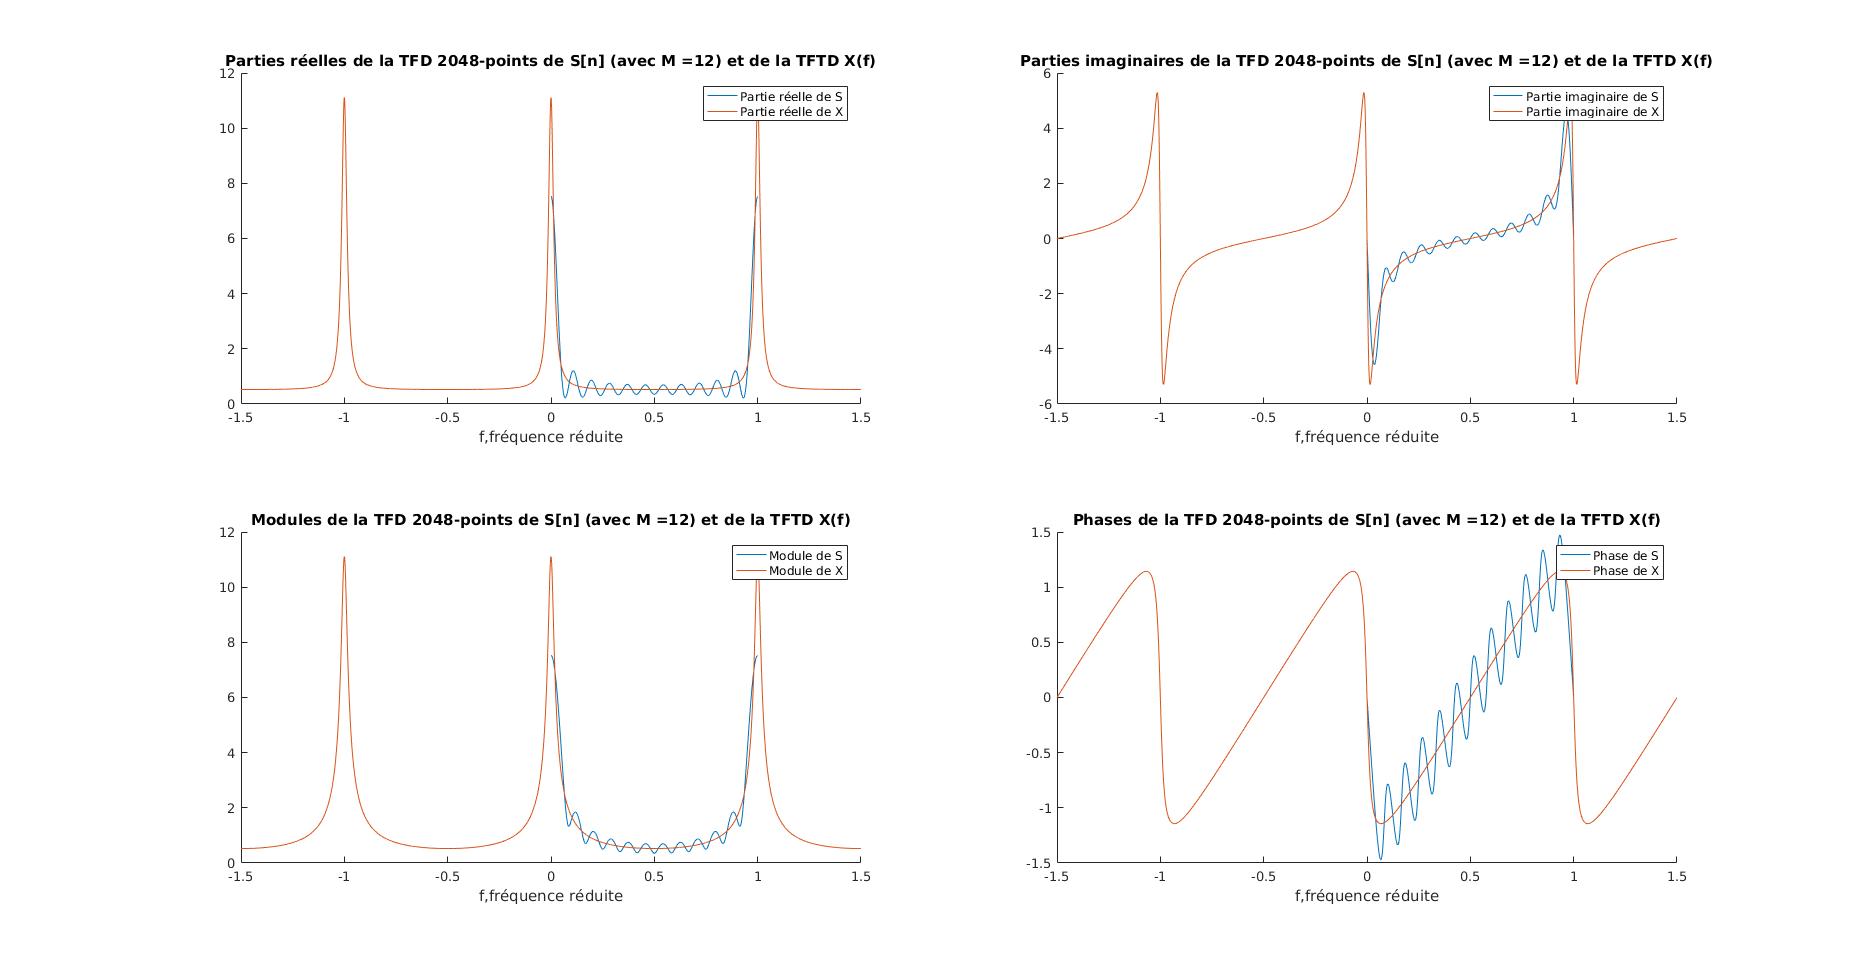 Parties réelles de la TFD 2048-points de S[n] (avec M =12) et de la TFTD X(f)
12
10
8
6
4
2
0
Partie réelle de S
Partie réelle de X
-1.5 -1 -0.5 0 0.5 1 1.5
f,fréquence réduite
Parties imaginaires de la TFD 2048-points de S[n] (avec M =12) et de la TFTD X(f)
6
4
2
0
-2
-4
-6
Partie imaginaire de S
Partie imaginaire de X
-1.5 -1 -0.5 0 0.5 1 1.5
f,fréquence réduite
Modules de la TFD 2048-points de S[n] (avec M =12) et de la TFTD X(f)
12
10
8
6
4
2
0
Module de S
Module de X
-1.5 -1 -0.5 0 0.5 1 1.5
f,fréquence réduite
Phases de la TFD 2048-points de S[n] (avec M =12) et de la TFTD X(f)
1.5
1
0.5
0
-0.5
-1
-1.5
Phase de S
Phase de X
-1.5 -1 -0.5 0 0.5 1 1.5
f,fréquence réduite